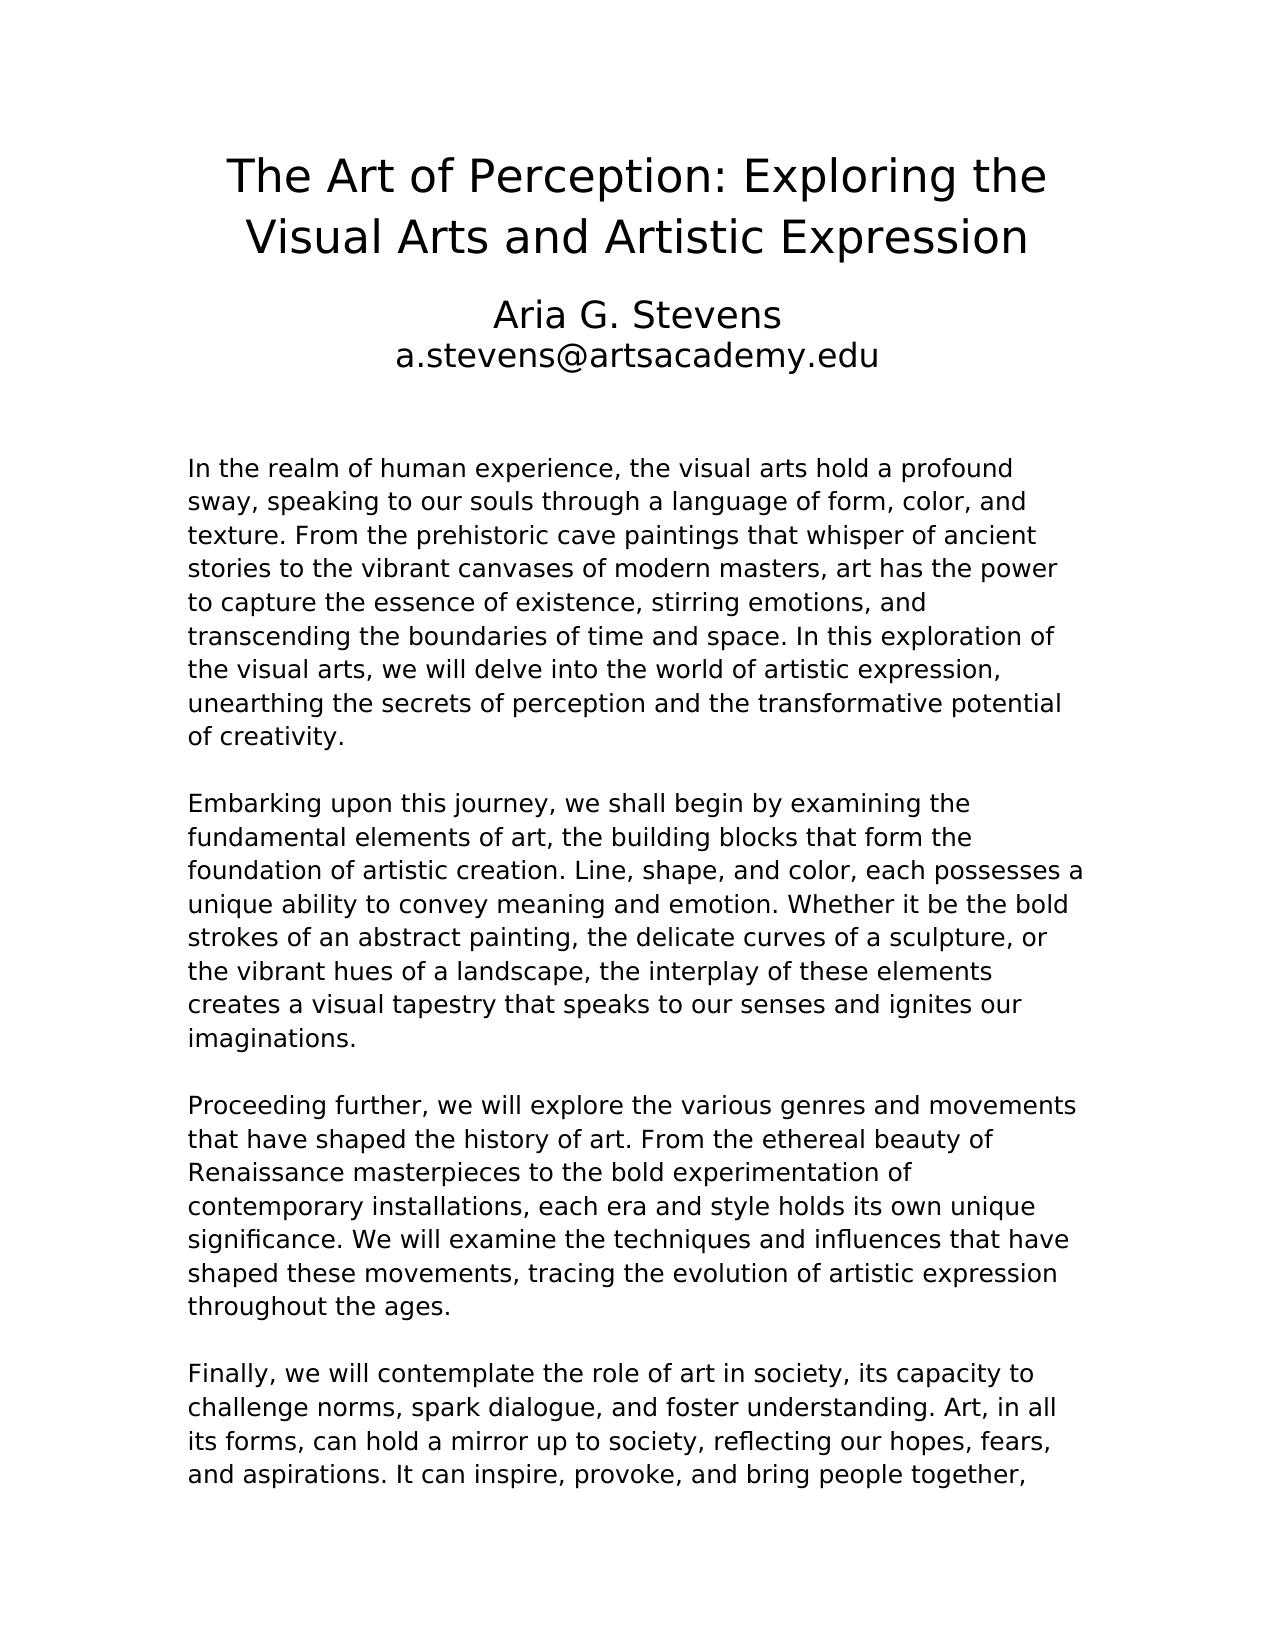 The Art of Perception: Exploring the
Visual Arts and Artistic Expression
Aria G. Stevens
a.stevens@artsacademy.edu
In the realm of human experience, the visual arts hold a profound
sway, speaking to our souls through a language of form, color, and
texture. From the prehistoric cave paintings that whisper of ancient
stories to the vibrant canvases of modern masters, art has the power
to capture the essence of existence, stirring emotions, and
transcending the boundaries of time and space. In this exploration of
the visual arts, we will delve into the world of artistic expression,
unearthing the secrets of perception and the transformative potential
of creativity.
Embarking upon this journey, we shall begin by examining the
fundamental elements of art, the building blocks that form the
foundation of artistic creation. Line, shape, and color, each possesses a
unique ability to convey meaning and emotion. Whether it be the bold
strokes of an abstract painting, the delicate curves of a sculpture, or
the vibrant hues of a landscape, the interplay of these elements
creates a visual tapestry that speaks to our senses and ignites our
imaginations.
Proceeding further, we will explore the various genres and movements
that have shaped the history of art. From the ethereal beauty of
Renaissance masterpieces to the bold experimentation of
contemporary installations, each era and style holds its own unique
significance. We will examine the techniques and influences that have
shaped these movements, tracing the evolution of artistic expression
throughout the ages.
Finally, we will contemplate the role of art in society, its capacity to
challenge norms, spark dialogue, and foster understanding. Art, in all
its forms, can hold a mirror up to society, reflecting our hopes, fears,
and aspirations. It can inspire, provoke, and bring people together,